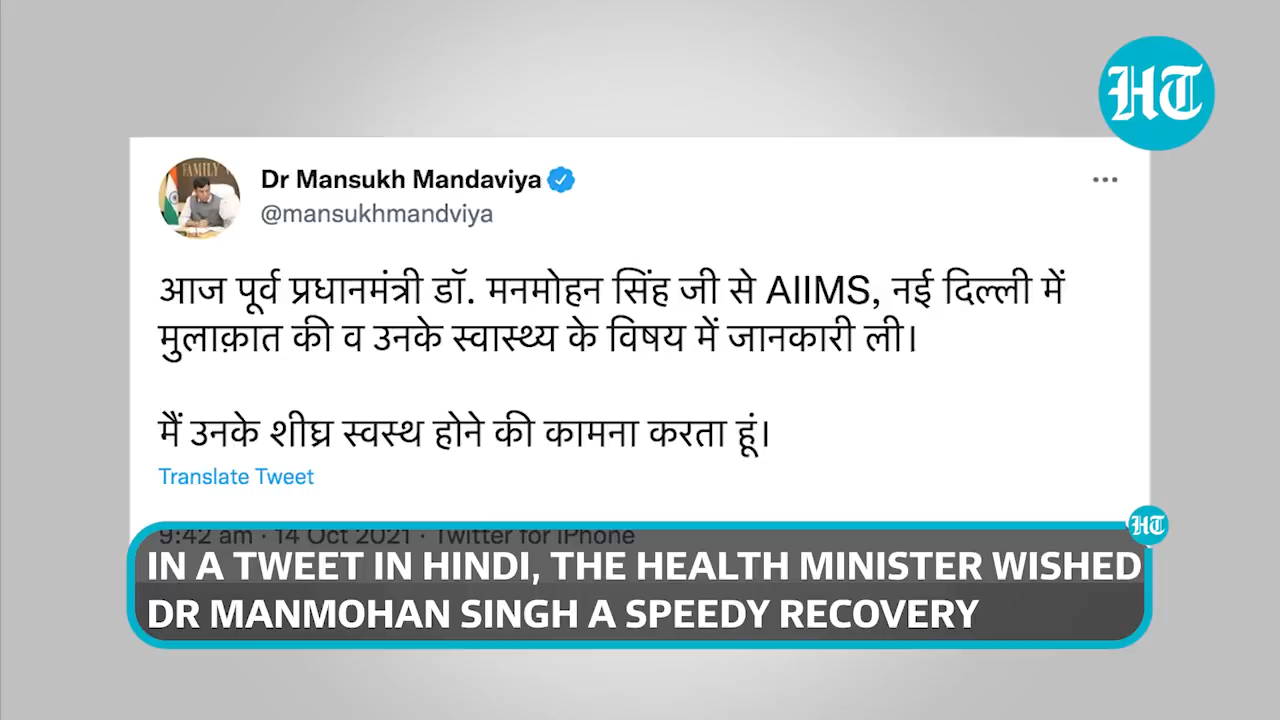 HT
Dr Mansukh Mandaviya
@mansukhmandviya
आज पूर्व प्रधानमंत्री डॉ. मनमोहन सिंह जी से AIIMS, नई दिल्ली में
मुलाक़ात की व उनके स्वास्थ्य के विषय में जानकारी ली।
मैं उनके शीघ्र स्वस्थ होने की कामना करता हूं।
Translate Tweet
9:42 am · 14 Oct 2021 · Twitter for iPhone
HT
IN A TWEET IN HINDI, THE HEALTH MINISTER WISHED
DR MANMOHAN SINGH A SPEEDY RECOVERY